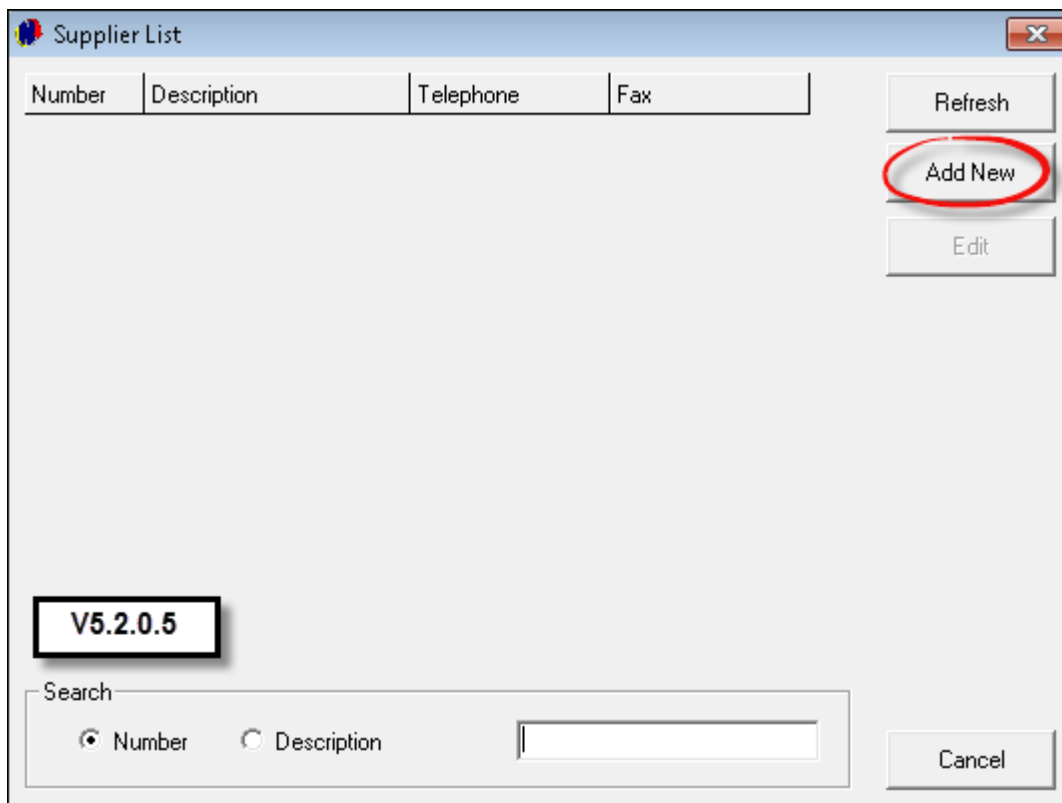 Supplier List
Number Description Telephone Fax
Refresh
Add New
Edit
V5.2.0.5
Search
Number Description
Cancel